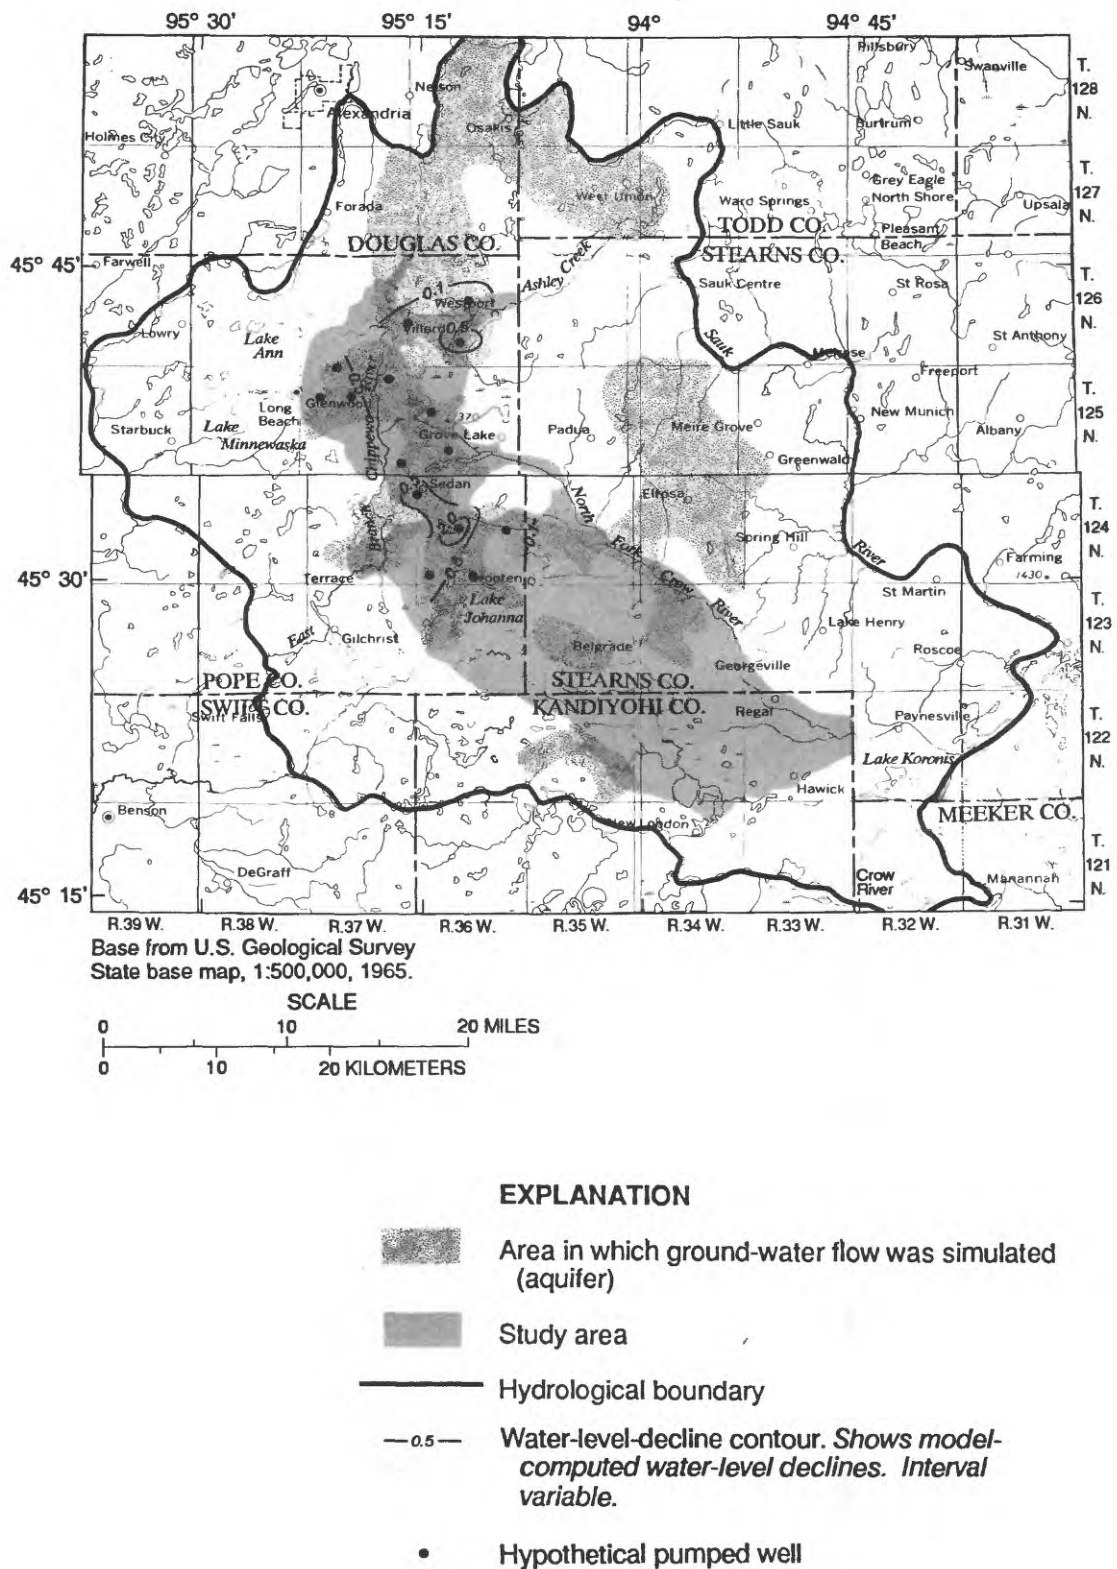 95° 30' 95° 15' 94° 94° 45'
Pillsbury
Swanville
T.
128
N.
Nelson
Alexandria
Osakis
Little Sauk
Burtrum
Holmes City
T.
127
N.
West Union
Grey Eagle
Ward Springs
North Shore
Upsala
Forada
TODD CO.
Pleasant
Beach
DOUGLAS CO.
STEARNS CO.
45° 45'
Farwell
Ashley Creek
Sauk Centre
St Rosa
T.
126
N.
0.1
Westport
Villard
0.5
Lowry
Lake
Ann
Sauk
St Anthony
Melrose
Freeport
T.
125
N.
Glenwood
Long
Beach
Chippewa River
370
New Munich
Starbuck
Lake
Minnewaska
Grove Lake
Padua
Meire Grove
Albany
Greenwald
Sedan
Elrosa
T.
124
N.
North
Fork
Crow
River
Branch
Spring Hill
River
Farming
1430
45° 30'
Terrace
Brooten
St Martin
Lake
Johanna
T.
123
N.
East
Gilchrist
Lake Henry
Belgrade
Roscoe
Georgeville
POPE CO.
STEARNS CO.
SWIFT CO.
KANDIYOHI CO.
Swift Falls
Regal
Paynesville
T.
122
N.
Lake Koronis
Hawick
Benson
New London
MEEKER CO.
DeGraff
T.
121
N.
Crow
River
Manannah
45° 15'
R.39 W. R.38 W. R.37 W. R.36 W. R.35 W. R.34 W. R.33 W. R.32 W. R.31 W.
Base from U.S. Geological Survey
State base map, 1:500,000, 1965.
SCALE
0 10 20 MILES
0 10 20 KILOMETERS
EXPLANATION
Area in which ground-water flow was simulated
(aquifer)
Study area
Hydrological boundary
0.5 Water-level-decline contour. Shows model-
computed water-level declines. Interval
variable.
Hypothetical pumped well